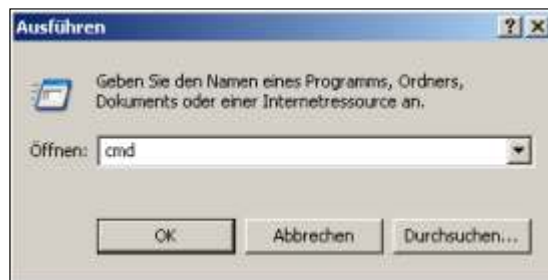 Ausführen
Geben Sie den Namen eines Programms, Ordners,
Dokuments oder einer Internetressource an.
Öffnen: cmd
OK Abbrechen Durchsuchen...